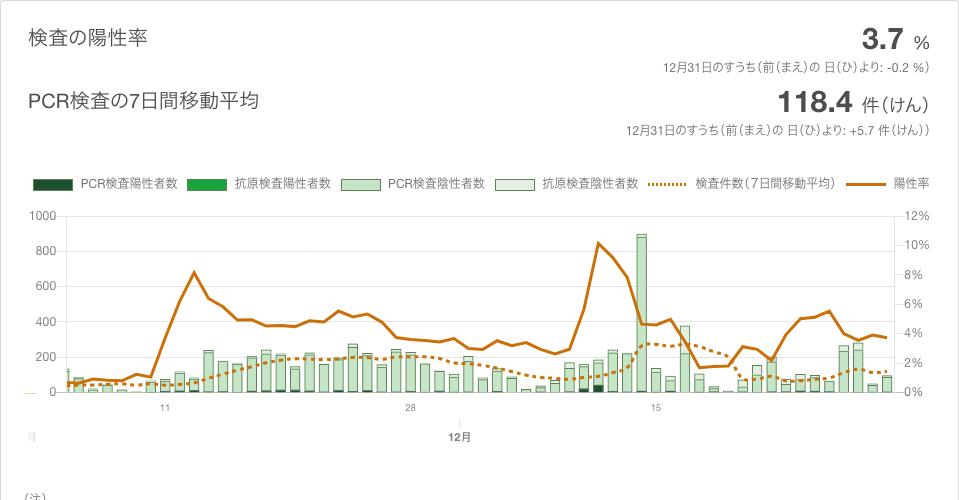 検査の陽性率
3.7 %
12月31日のすうち(前(まえ)の 日(ひ)より: -0.2 %)
PCR検査の7日間移動平均
118.4 件(けん)
12月31日のすうち(前(まえ)の 日(ひ)より: +5.7 件(けん))
PCR検査陽性者数 抗原検査陽性者数 PCR検査陰性者数 抗原検査陰性者数 検査件数(7日間移動平均) 陽性率
1000 12%
10%
800
8%
600
6%
400
4%
200
2%
0 0%
11 28 15
月 12月
(注)